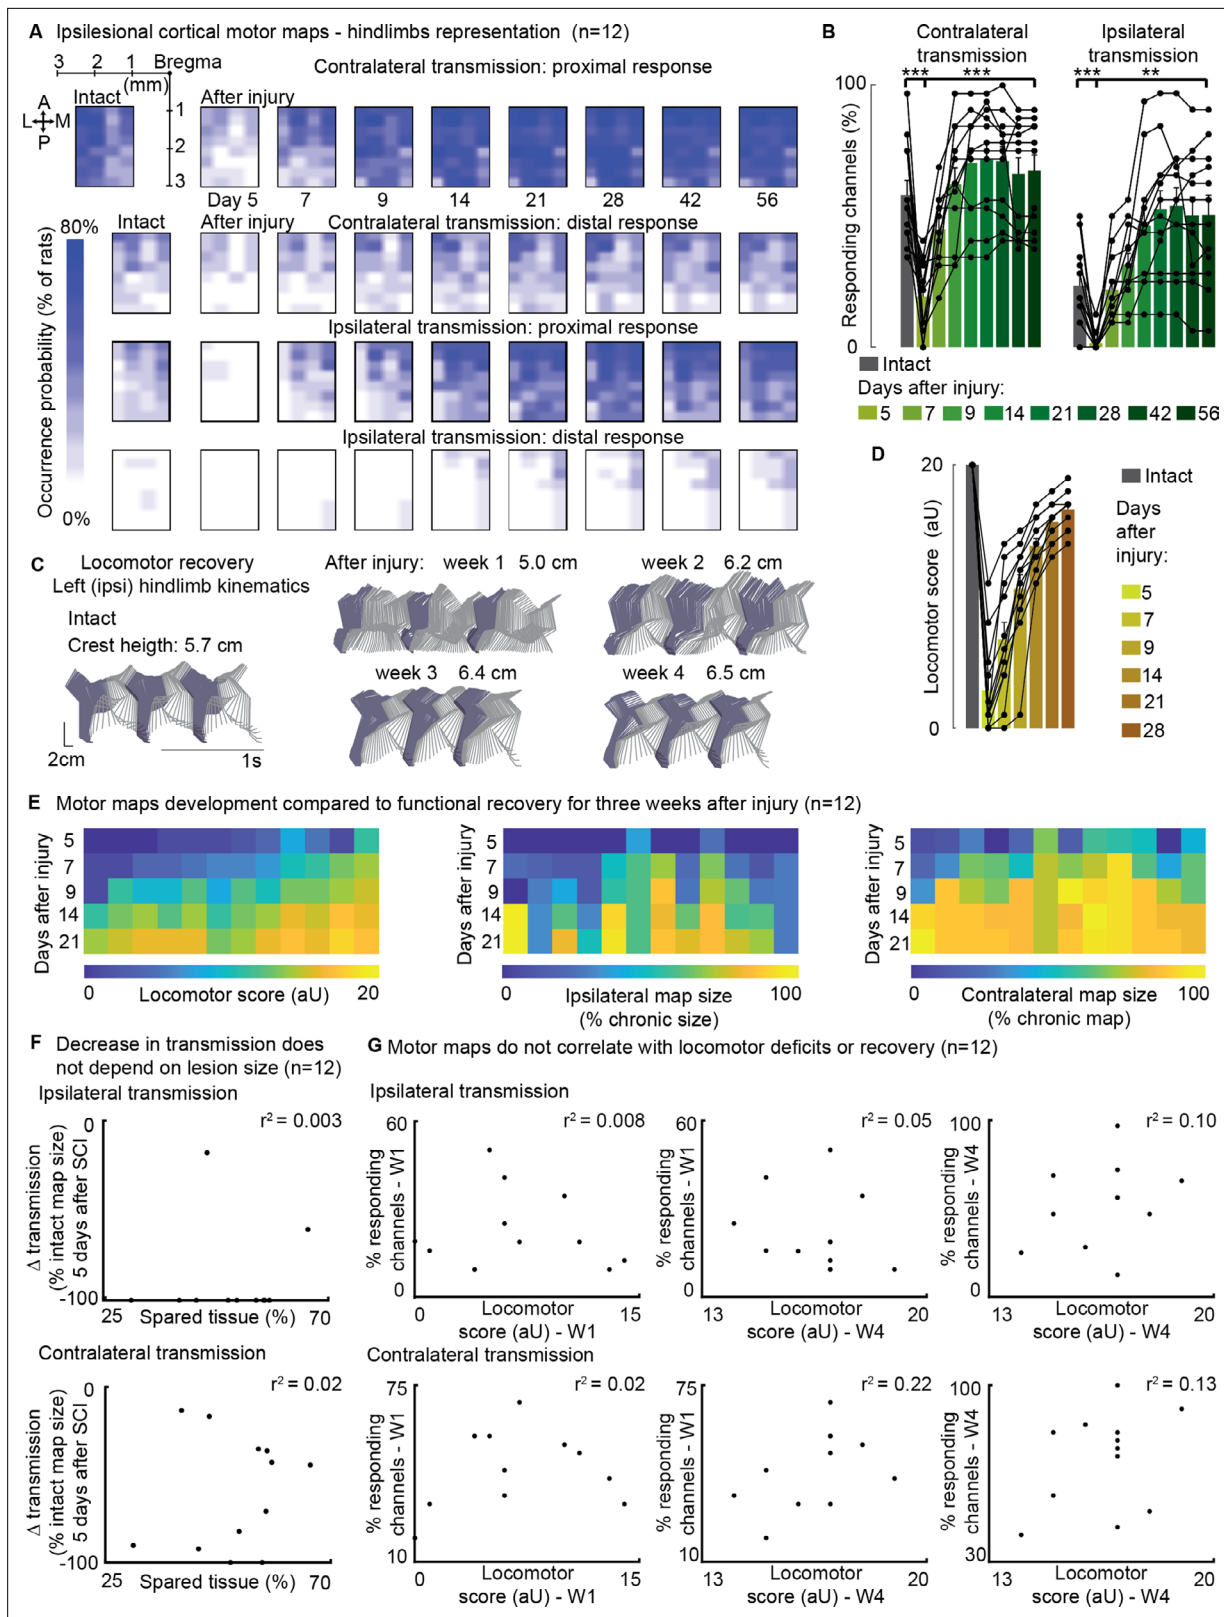 A Ipsilesional cortical motor maps - hindlimbs representation (n=12)
3 2 1 Bregma
(mm)
Contralateral transmission: proximal response
Intact
After injury
A
L M
P
1
2
3
Day 5 7 9 14 21 28 42 56
Contralateral transmission: distal response
Intact
After injury
80%
Occurrence probability (% of rats)
0%
Ipsilateral transmission: proximal response
Ipsilateral transmission: distal response
B
Contralateral transmission
Ipsilateral transmission
*** ***
*** **
100
Responding channels (%)
0
Intact
Days after injury:
5 7 9 14 21 28 42 56
C Locomotor recovery
Left (ipsi) hindlimb kinematics
Intact
Crest heigth: 5.7 cm
2cm
1s
After injury: week 1 5.0 cm
week 2 6.2 cm
week 3 6.4 cm
week 4 6.5 cm
D
20
Locomotor score (aU)
0
Intact
Days
after
injury:
5
7
9
14
21
28
E Motor maps development compared to functional recovery for three weeks after injury (n=12)
Days after injury
5
7
9
14
21
0 Locomotor score (aU) 20
Days after injury
5
7
9
14
21
0 Ipsilateral map size 100
(% chronic size)
Days after injury
5
7
9
14
21
0 Contralateral map size 100
(% chronic map)
F Decrease in transmission does
not depend on lesion size (n=12)
Ipsilateral transmission
r² = 0.003
0
Δ transmission
(% intact map size)
5 days after SCI
-100
25 Spared tissue (%) 70
Contralateral transmission
r² = 0.02
0
Δ transmission
(% intact map size)
5 days after SCI
-100
25 Spared tissue (%) 70
G Motor maps do not correlate with locomotor deficits or recovery (n=12)
Ipsilateral transmission
r² = 0.008
60
% responding
channels - W1
0
0 Locomotor 15
score (aU) - W1
r² = 0.05
60
% responding
channels - W1
0
13 Locomotor 20
score (aU) - W4
r² = 0.10
100
% responding
channels - W4
0
13 Locomotor 20
score (aU) - W4
Contralateral transmission
r² = 0.02
75
% responding
channels - W1
10
0 Locomotor 15
score (aU) - W1
r² = 0.22
75
% responding
channels - W1
10
13 Locomotor 20
score (aU) - W4
r² = 0.13
100
% responding
channels - W4
30
13 Locomotor 20
score (aU) - W4